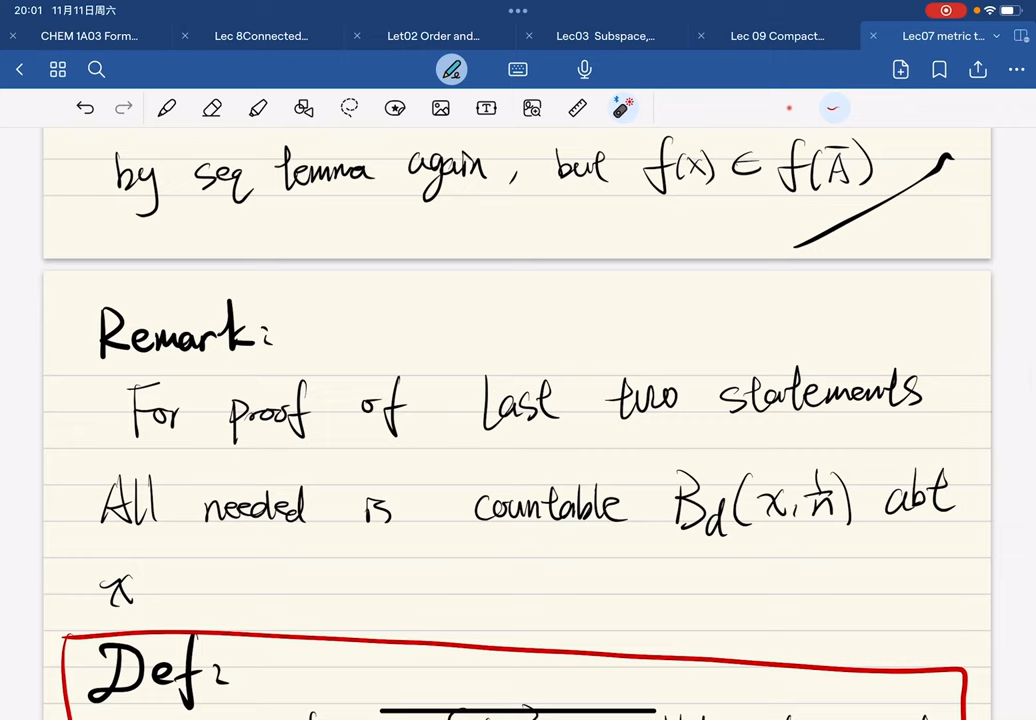 20:01 11月11日周六
CHEM 1A03 Form...
Lec 8Connected...
Let02 Order and...
Lec03 Subspace,...
Lec 09 Compact...
Lec07 metric t...
by seq lemma again, but f(x) ∈ f(Ā)
Remark:
For proof of last two statements
All needed is countable B_d(x, 1/n) abt
x
Def: